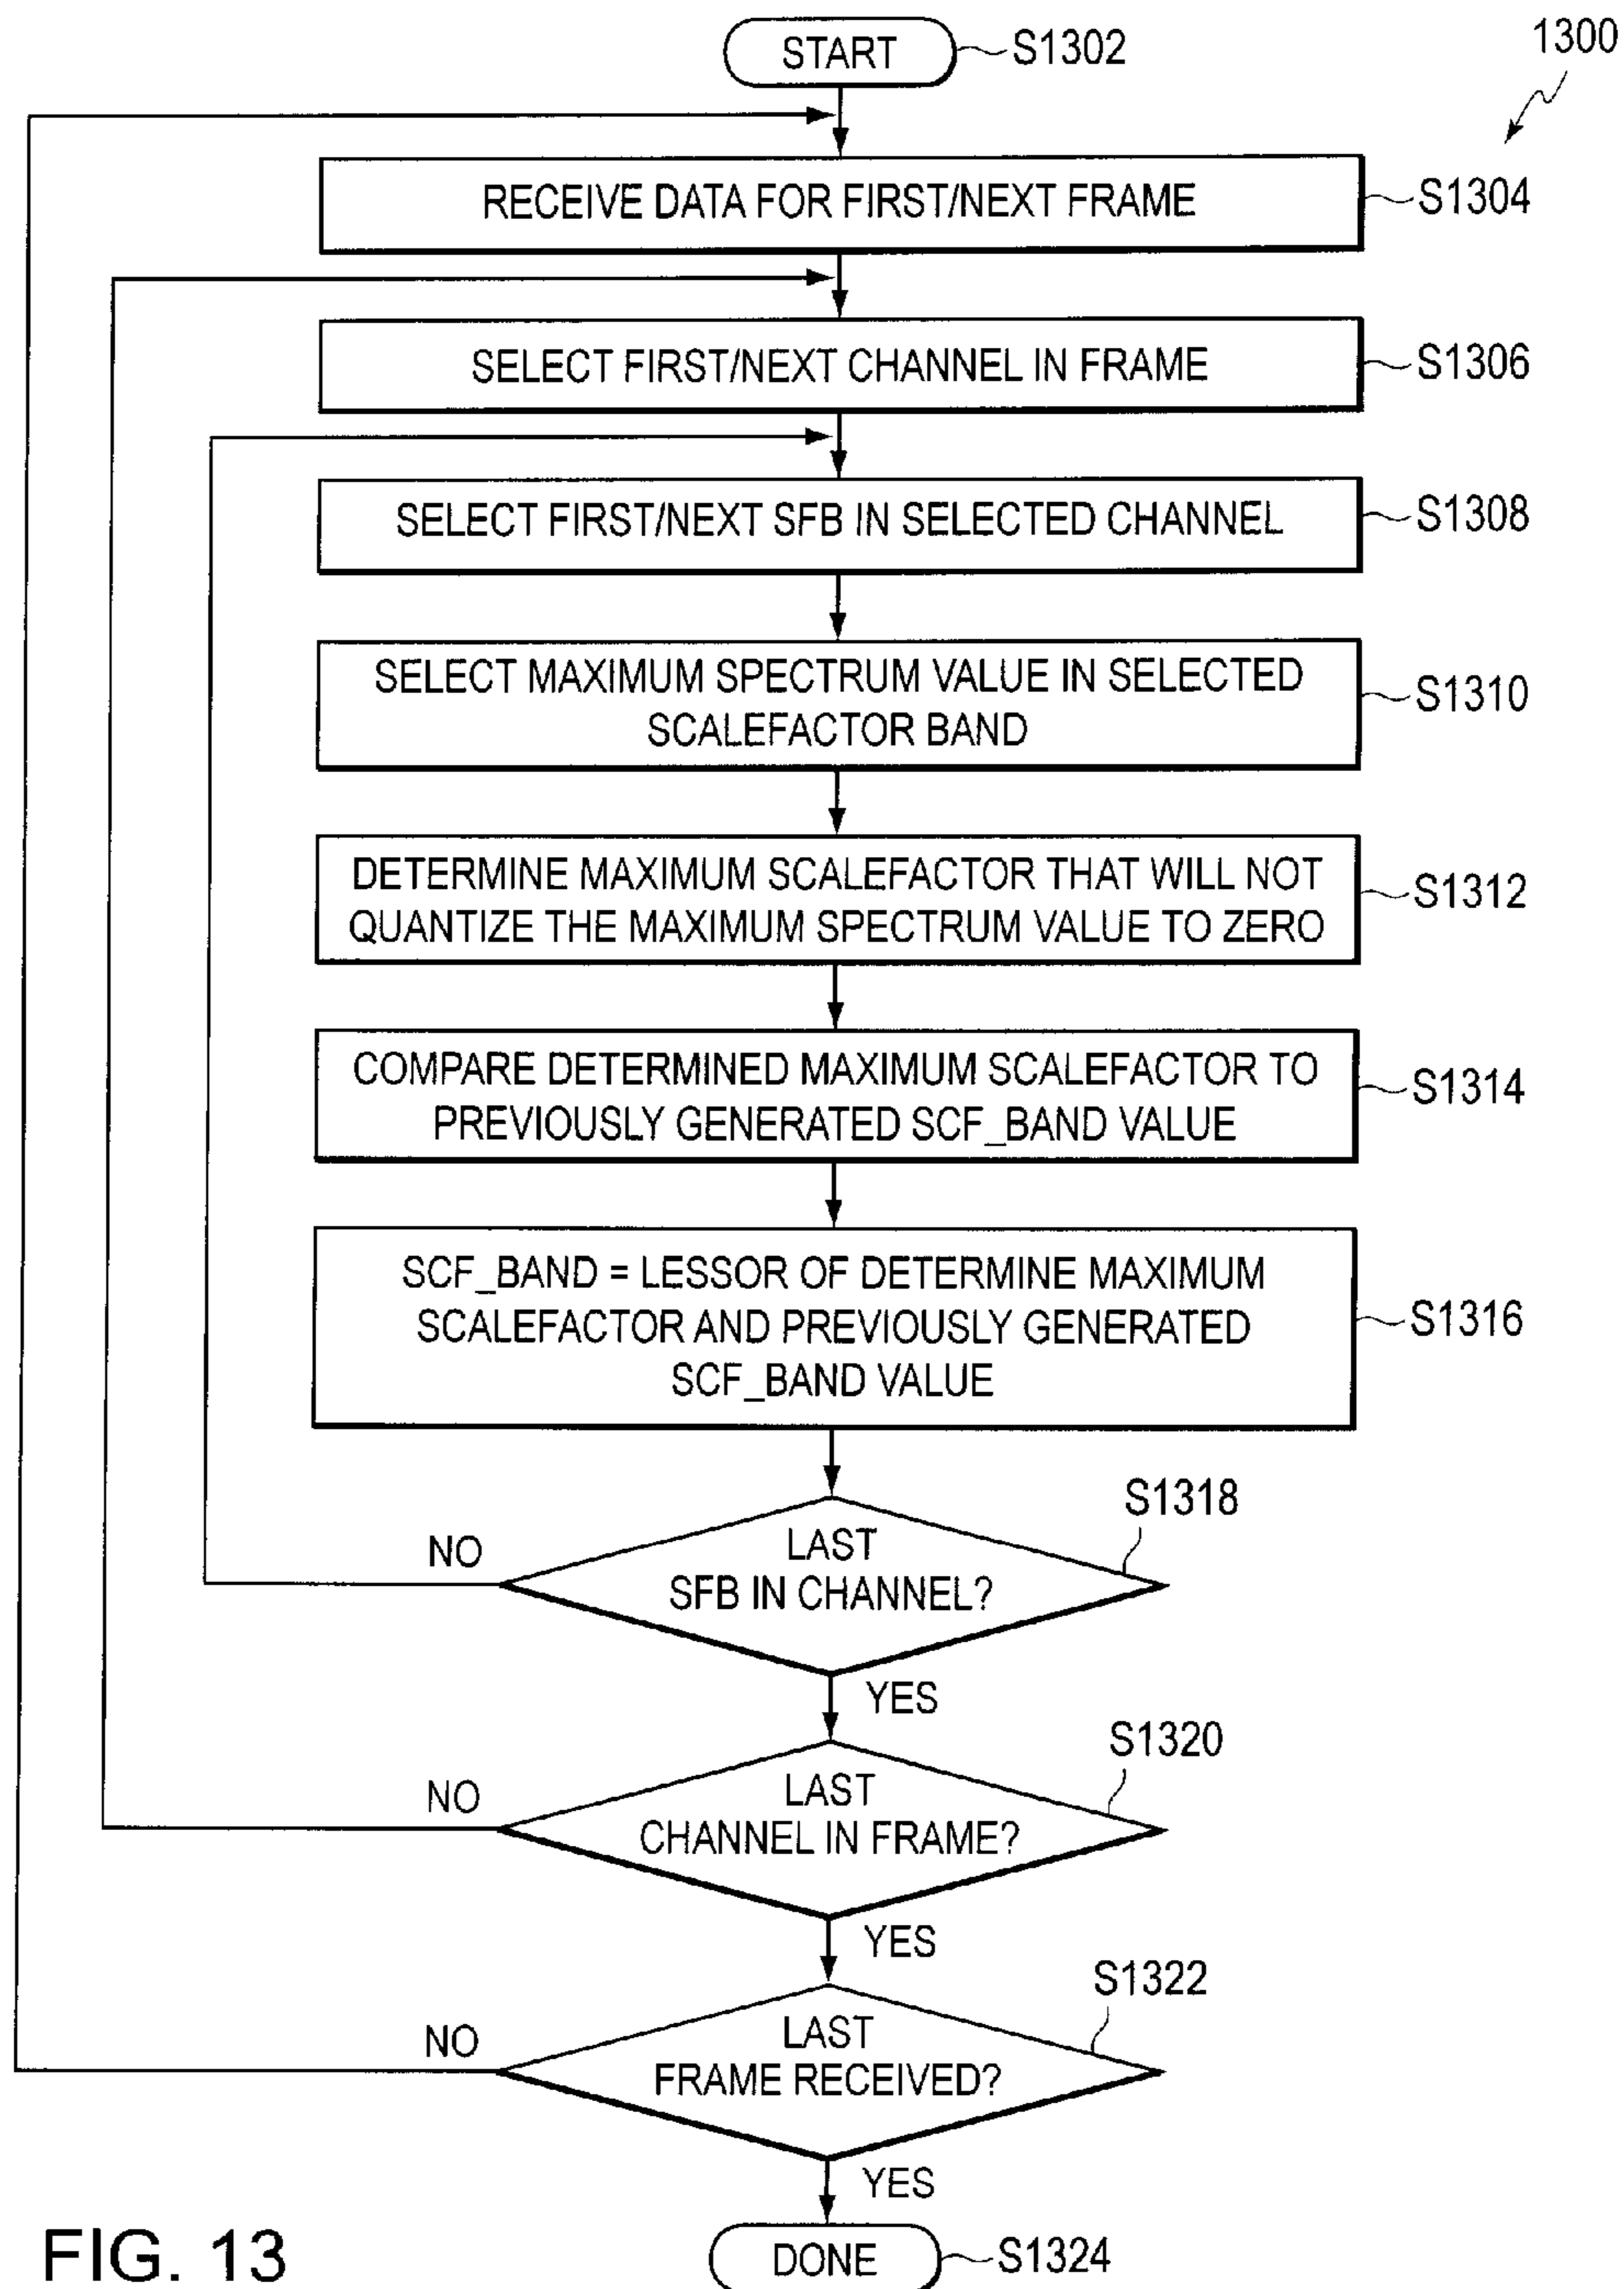 1300
START
S1302
RECEIVE DATA FOR FIRST/NEXT FRAME
S1304
SELECT FIRST/NEXT CHANNEL IN FRAME
S1306
SELECT FIRST/NEXT SFB IN SELECTED CHANNEL
S1308
SELECT MAXIMUM SPECTRUM VALUE IN SELECTED
SCALEFACTOR BAND
S1310
DETERMINE MAXIMUM SCALEFACTOR THAT WILL NOT
QUANTIZE THE MAXIMUM SPECTRUM VALUE TO ZERO
S1312
COMPARE DETERMINED MAXIMUM SCALEFACTOR TO
PREVIOUSLY GENERATED SCF_BAND VALUE
S1314
SCF_BAND = LESSOR OF DETERMINE MAXIMUM
SCALEFACTOR AND PREVIOUSLY GENERATED
SCF_BAND VALUE
S1316
S1318
NO
LAST
SFB IN CHANNEL?
YES
S1320
NO
LAST
CHANNEL IN FRAME?
YES
S1322
NO
LAST
FRAME RECEIVED?
YES
DONE
S1324
FIG. 13